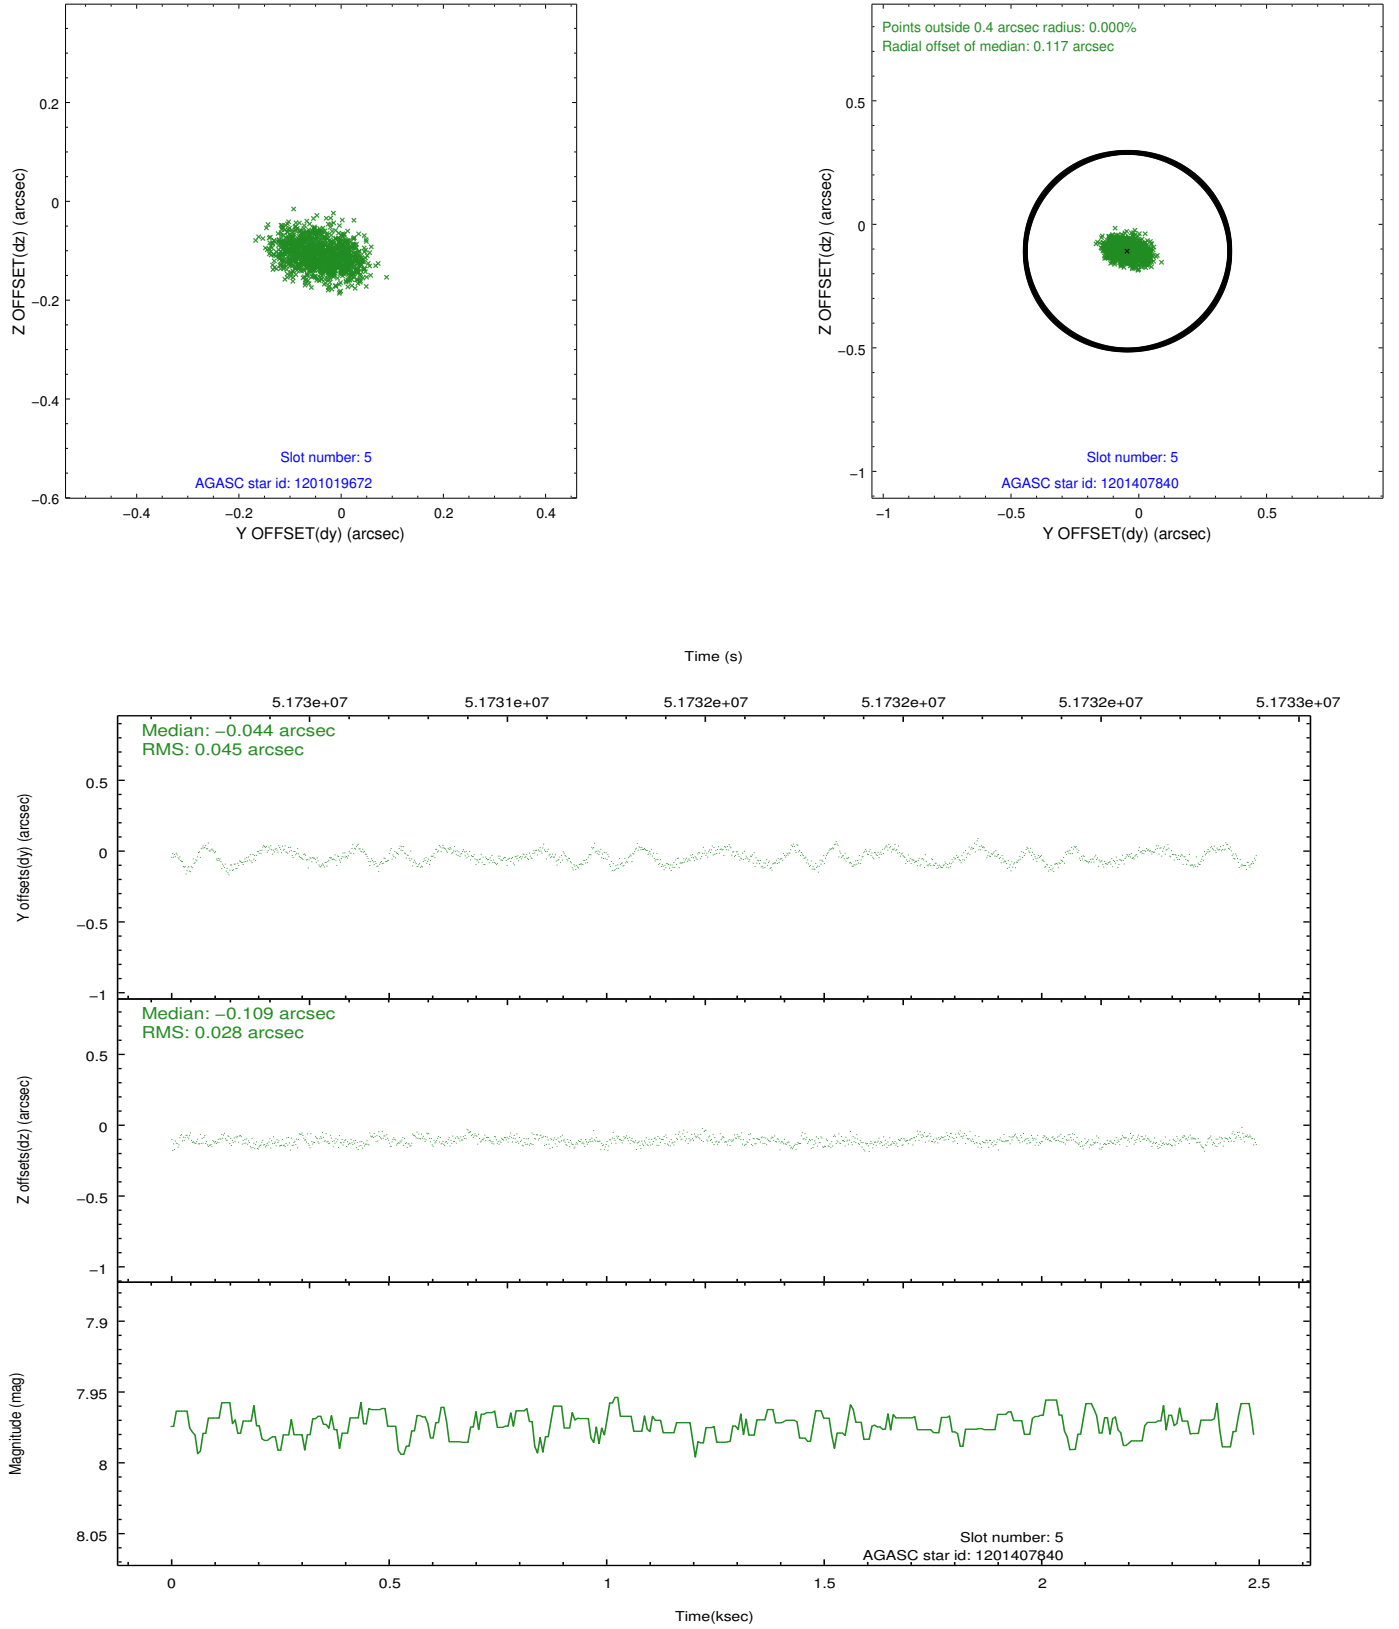 0.2
0
−0.2
−0.4
−0.6
Z OFFSET(dz) (arcsec)
Slot number: 5
AGASC star id: 1201019672
−0.4 −0.2 0 0.2 0.4
Y OFFSET(dy) (arcsec)
Points outside 0.4 arcsec radius: 0.000%
Radial offset of median: 0.117 arcsec
0.5
0
−0.5
−1
Z OFFSET(dz) (arcsec)
Slot number: 5
AGASC star id: 1201407840
−1 −0.5 0 0.5
Y OFFSET(dy) (arcsec)
Time (s)
5.173e+07 5.1731e+07 5.1732e+07 5.1732e+07 5.1732e+07 5.1733e+07
Median: −0.044 arcsec
RMS: 0.045 arcsec
0.5
0
−0.5
−1
Y offsets(dy) (arcsec)
Median: −0.109 arcsec
RMS: 0.028 arcsec
0.5
0
−0.5
−1
Z offsets(dz) (arcsec)
7.9
7.95
8
8.05
Magnitude (mag)
Slot number: 5
AGASC star id: 1201407840
0 0.5 1 1.5 2 2.5
Time(ksec)